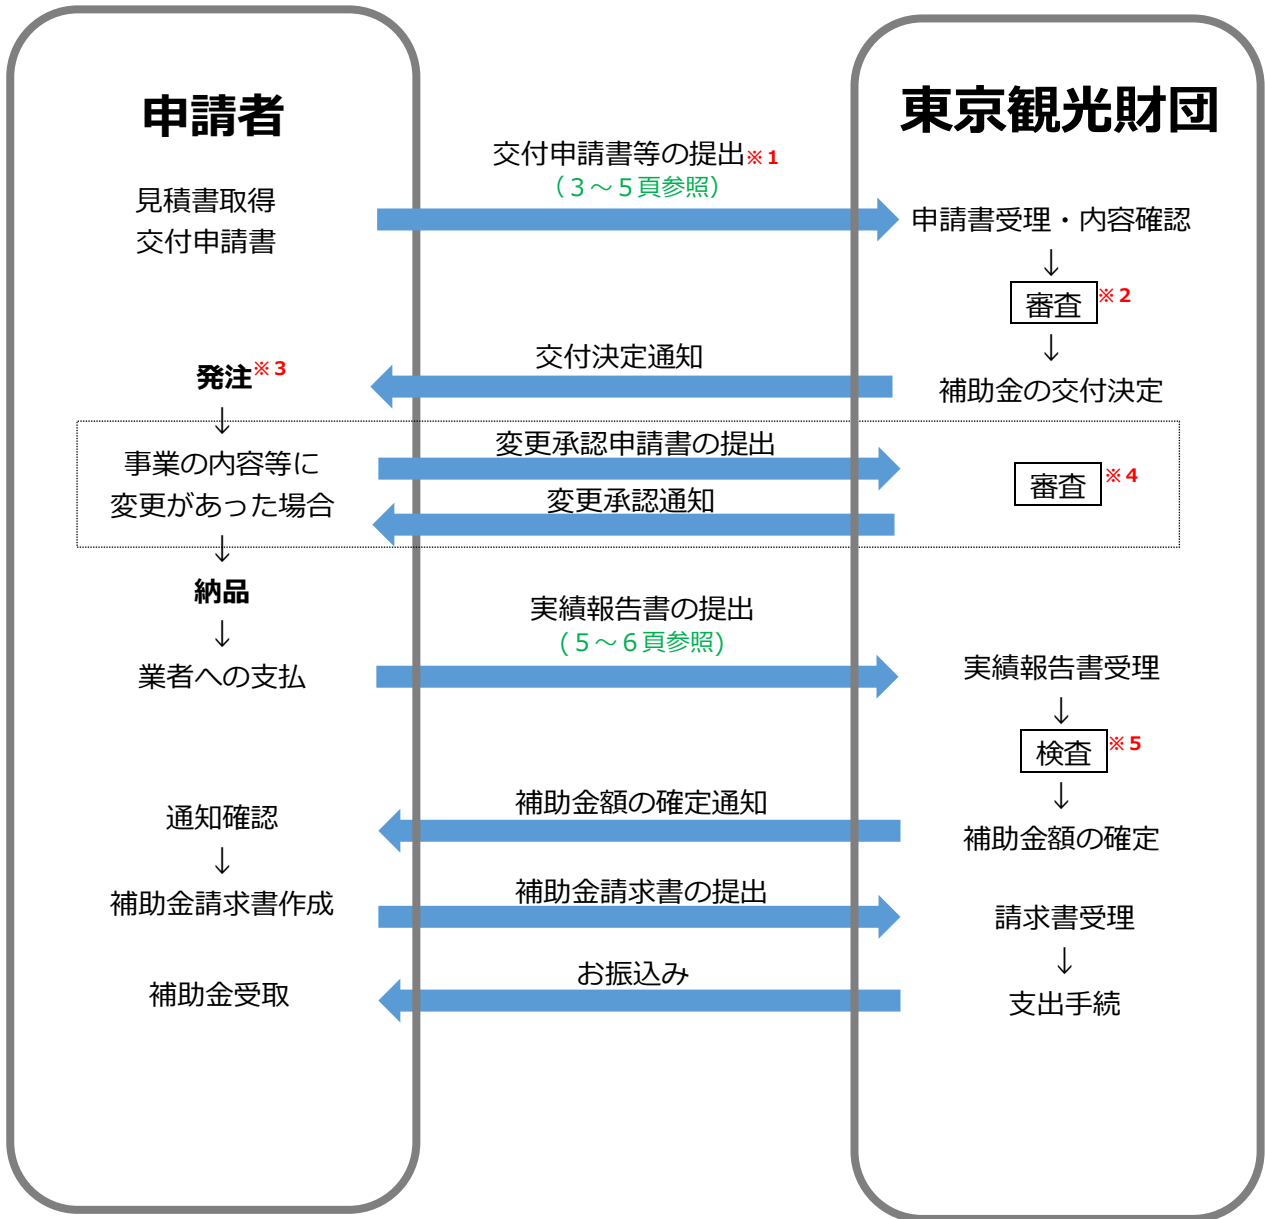 申請者
東京観光財団
交付申請書等の提出※1
（3～5頁参照）
見積書取得
交付申請書
申請書受理・内容確認
↓
審査※2
↓
交付決定通知
発注※3
補助金の交付決定
↓
変更承認申請書の提出
事業の内容等に
変更があった場合
審査※4
変更承認通知
↓
納品
実績報告書の提出
(5～6頁参照)
↓
業者への支払
実績報告書受理
↓
検査※5
↓
補助金額の確定通知
通知確認
補助金額の確定
↓
補助金請求書の提出
補助金請求書作成
請求書受理
↓
お振込み
補助金受取
支出手続